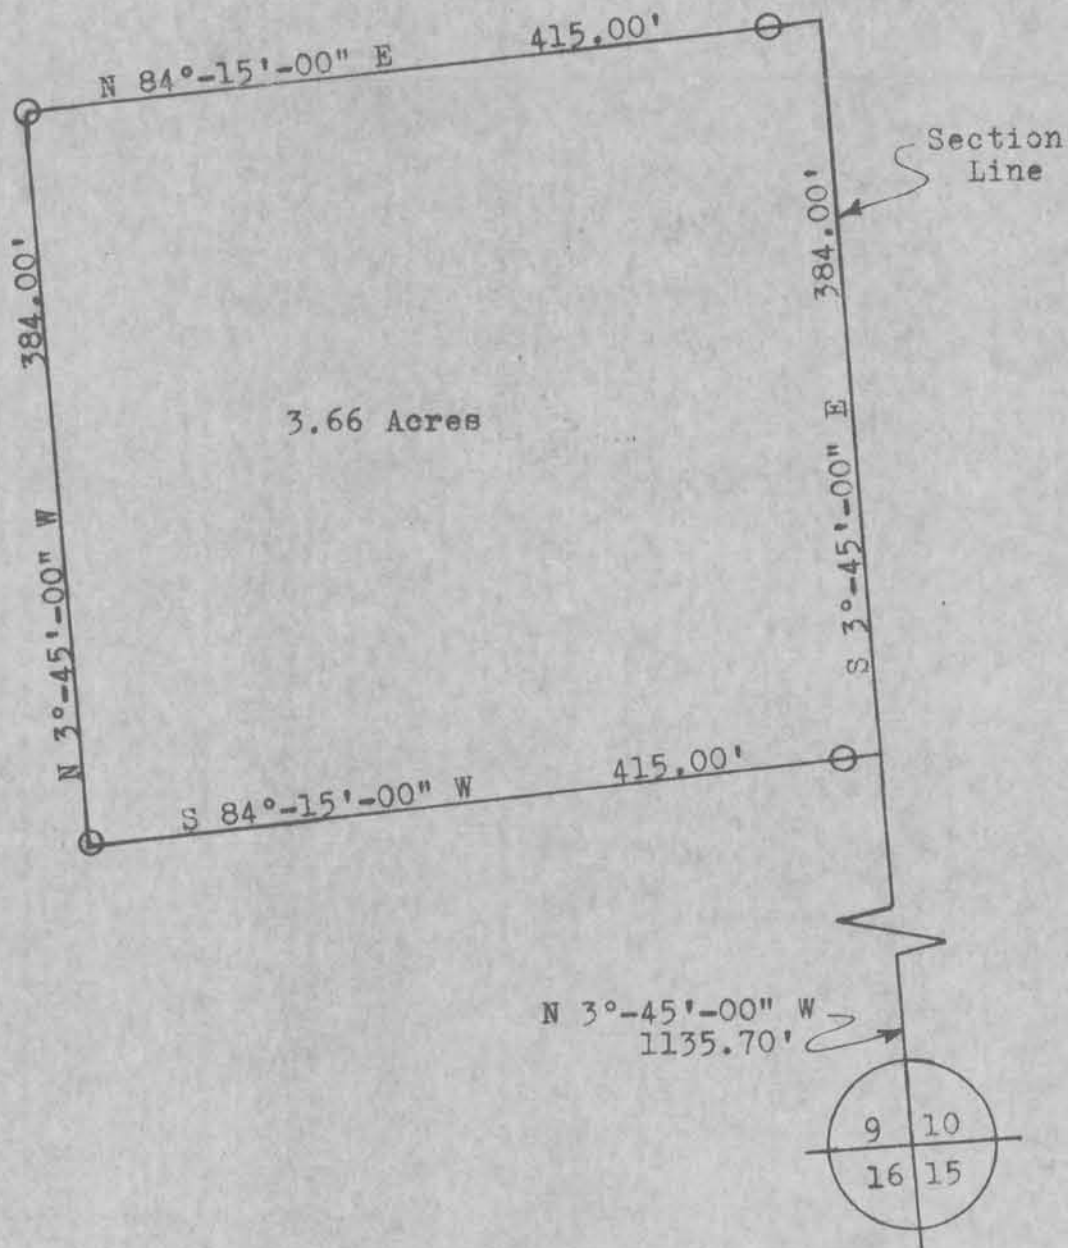 N 84°-15'-00" E 415.00'
Section
Line
384.00'
384.00'
3.66 Acres
S 3°-45'-00" E
N 3°-45'-00" W
S 84°-15'-00" W 415.00'
N 3°-45'-00" W
1135.70'
9 10
16 15